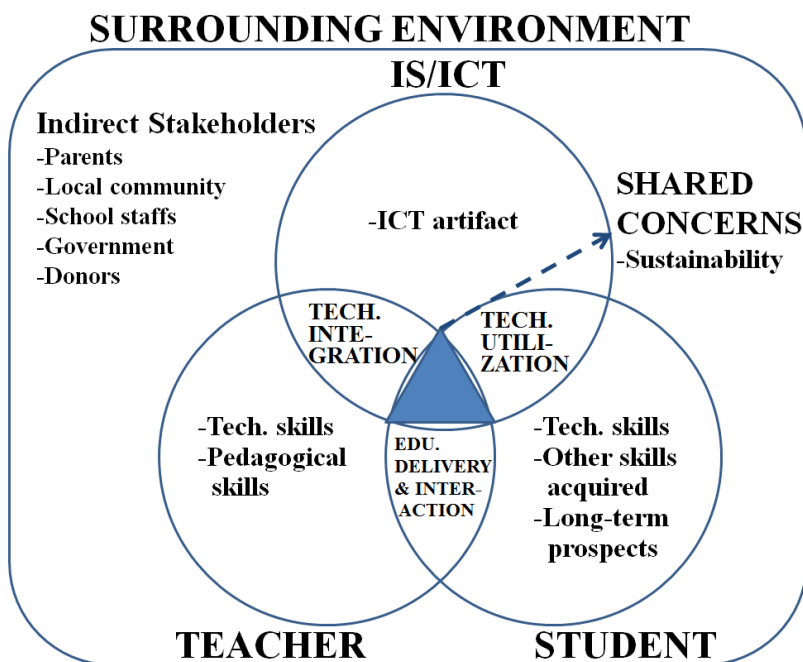 SURROUNDING ENVIRONMENT
IS/ICT
Indirect Stakeholders
-Parents
-Local community
-School staffs
-Government
-Donors
-ICT artifact
SHARED
CONCERNS
-Sustainability
TECH.
INTE-
GRATION
TECH.
UTILI-
ZATION
-Tech. skills
-Pedagogical
skills
EDU.
DELIVERY
& INTER-
ACTION
-Tech. skills
-Other skills
acquired
-Long-term
prospects
TEACHER
STUDENT